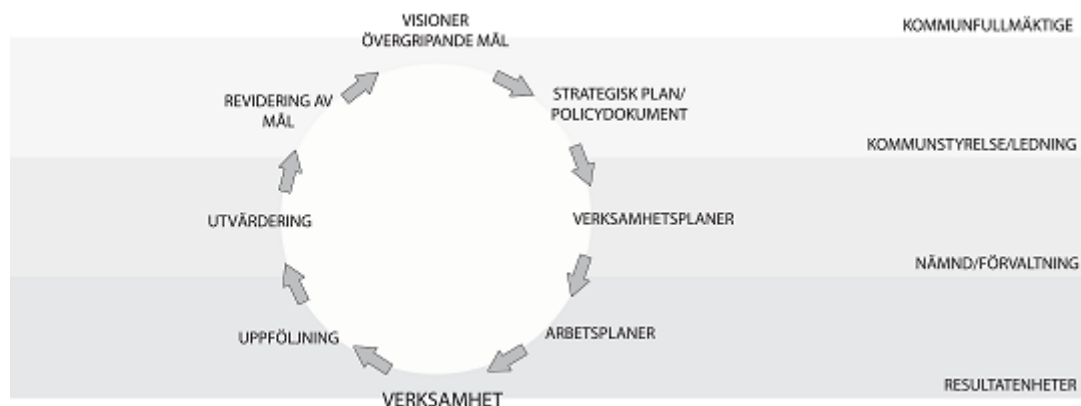 VISIONER
ÖVERGRIPANDE MÅL
KOMMUNFULLMÄKTIGE
REVIDERING AV
MÅL
STRATEGISK PLAN/
POLICYDOKUMENT
KOMMUNSTYRELSE/LEDNING
UTVÄRDERING
VERKSAMHETSPLANER
NÄMND/FÖRVALTNING
UPPFÖLJNING
ARBETSPLANER
RESULTATENHETER
VERKSAMHET